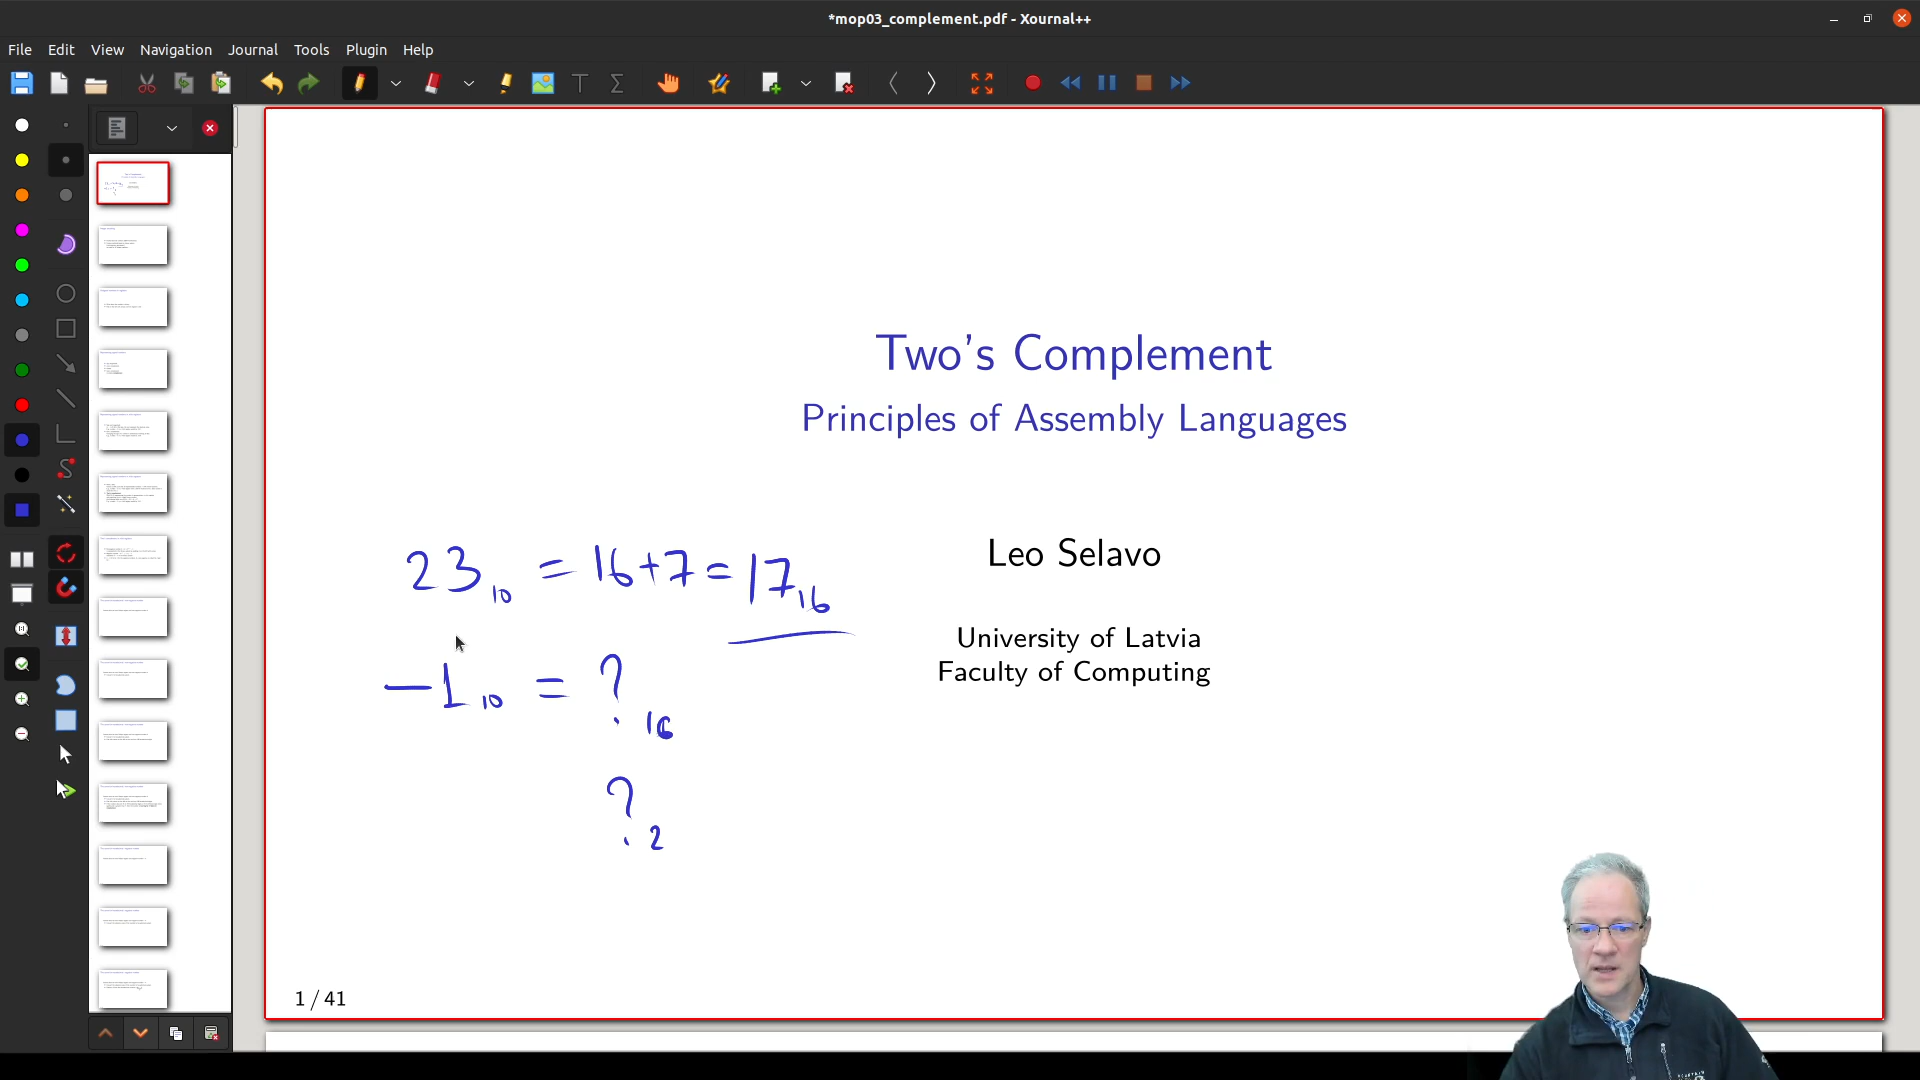 *mop03_complement.pdf - Xournal++
File Edit View Navigation Journal Tools Plugin Help
Two's Complement
Principles of Assembly Languages
Leo Selavo
University of Latvia
Faculty of Computing
23₁₀ = 16+7 = 17₁₆
−1₁₀ = ?₁₆
?₂
1 / 41